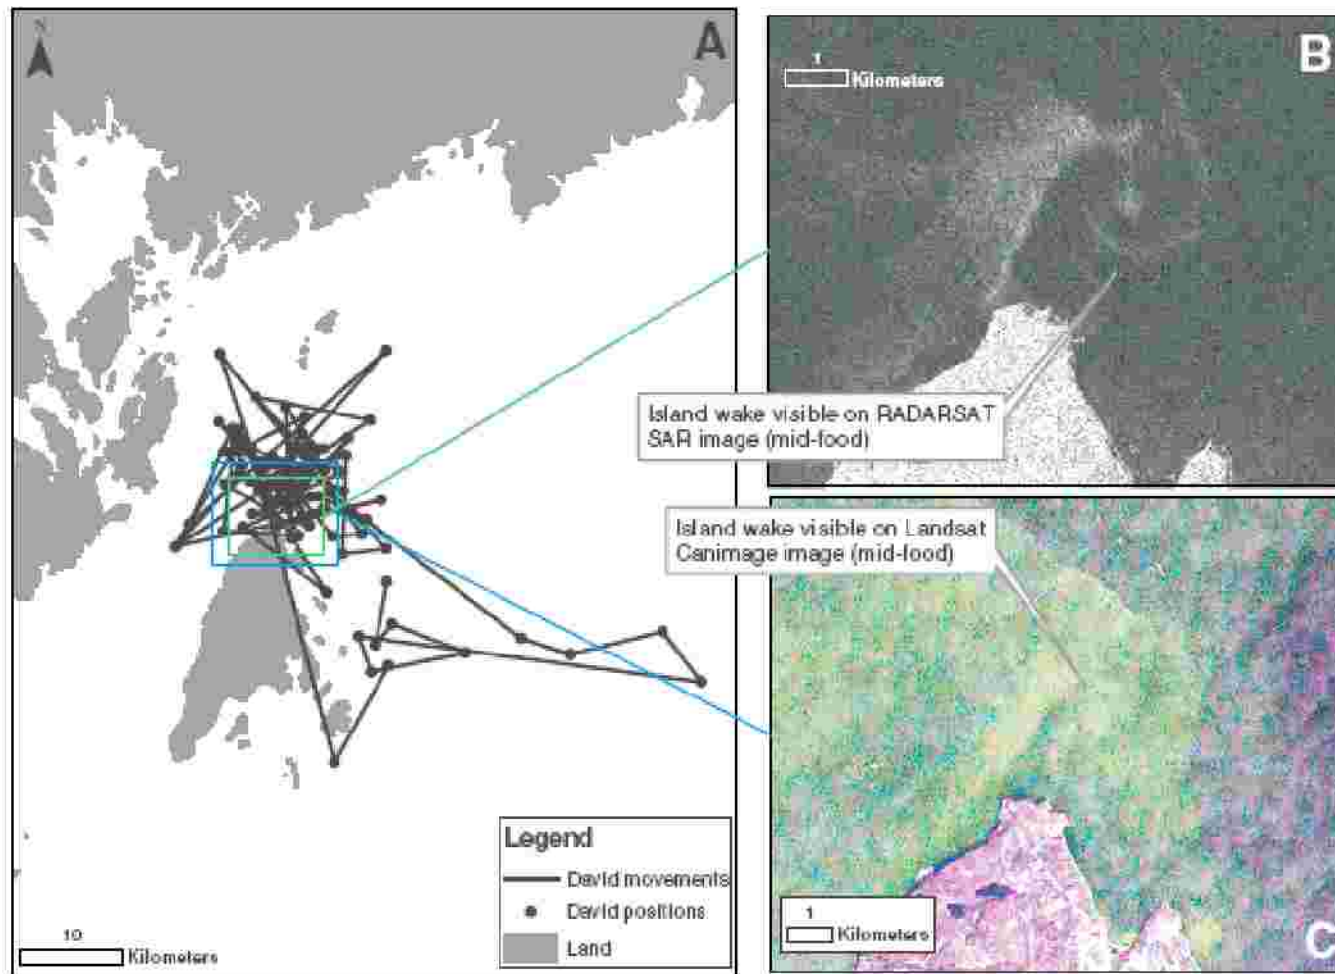 N
A
Legend
David movements
David positions
Land
10
Kilometers
B
1
Kilometers
Island wake visible on RADARSAT
SAR image (mid-food)
Island wake visible on Landsat
Canimage image (mid-food)
1
Kilometers
C